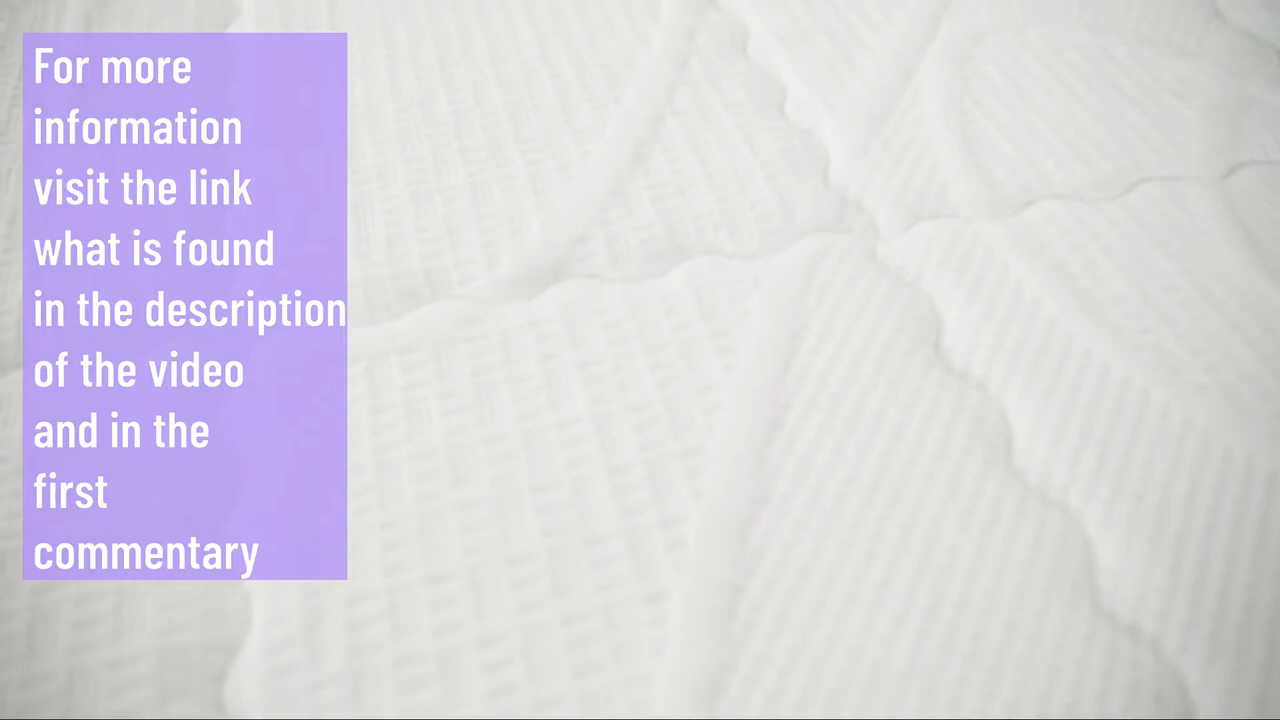 For more
information
visit the link
what is found
in the description
of the video
and in the
first
commentary